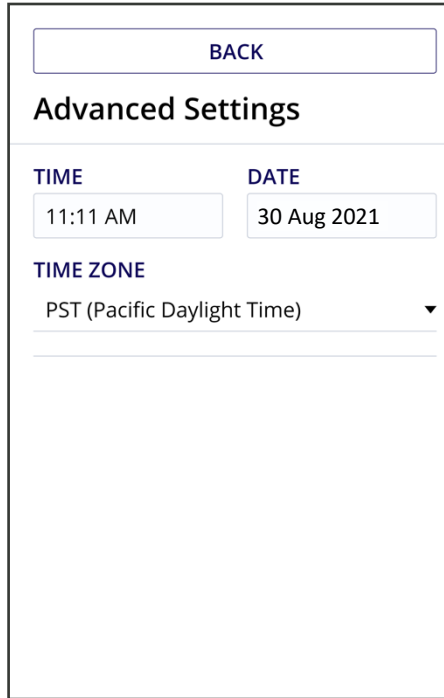 BACK
Advanced Settings
TIME DATE
11:11 AM 30 Aug 2021
TIME ZONE
PST (Pacific Daylight Time)